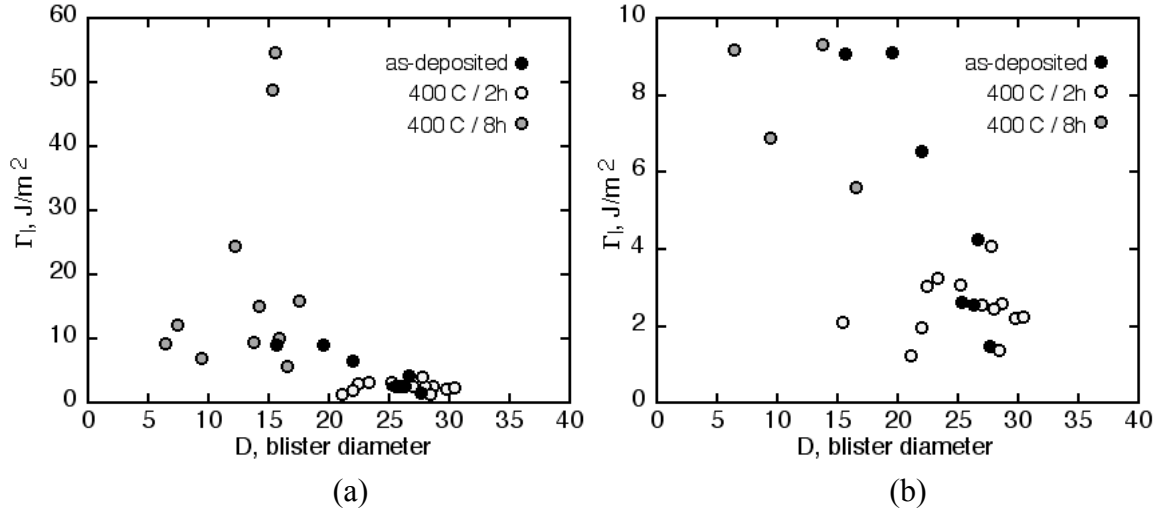 60
50
40
30
20
10
0
Γl, J/m2
as-deposited
400 C / 2h
400 C / 8h
0 5 10 15 20 25 30 35 40
D, blister diameter
(a)
10
8
6
4
2
0
Γl, J/m2
as-deposited
400 C / 2h
400 C / 8h
0 5 10 15 20 25 30 35 40
D, blister diameter
(b)